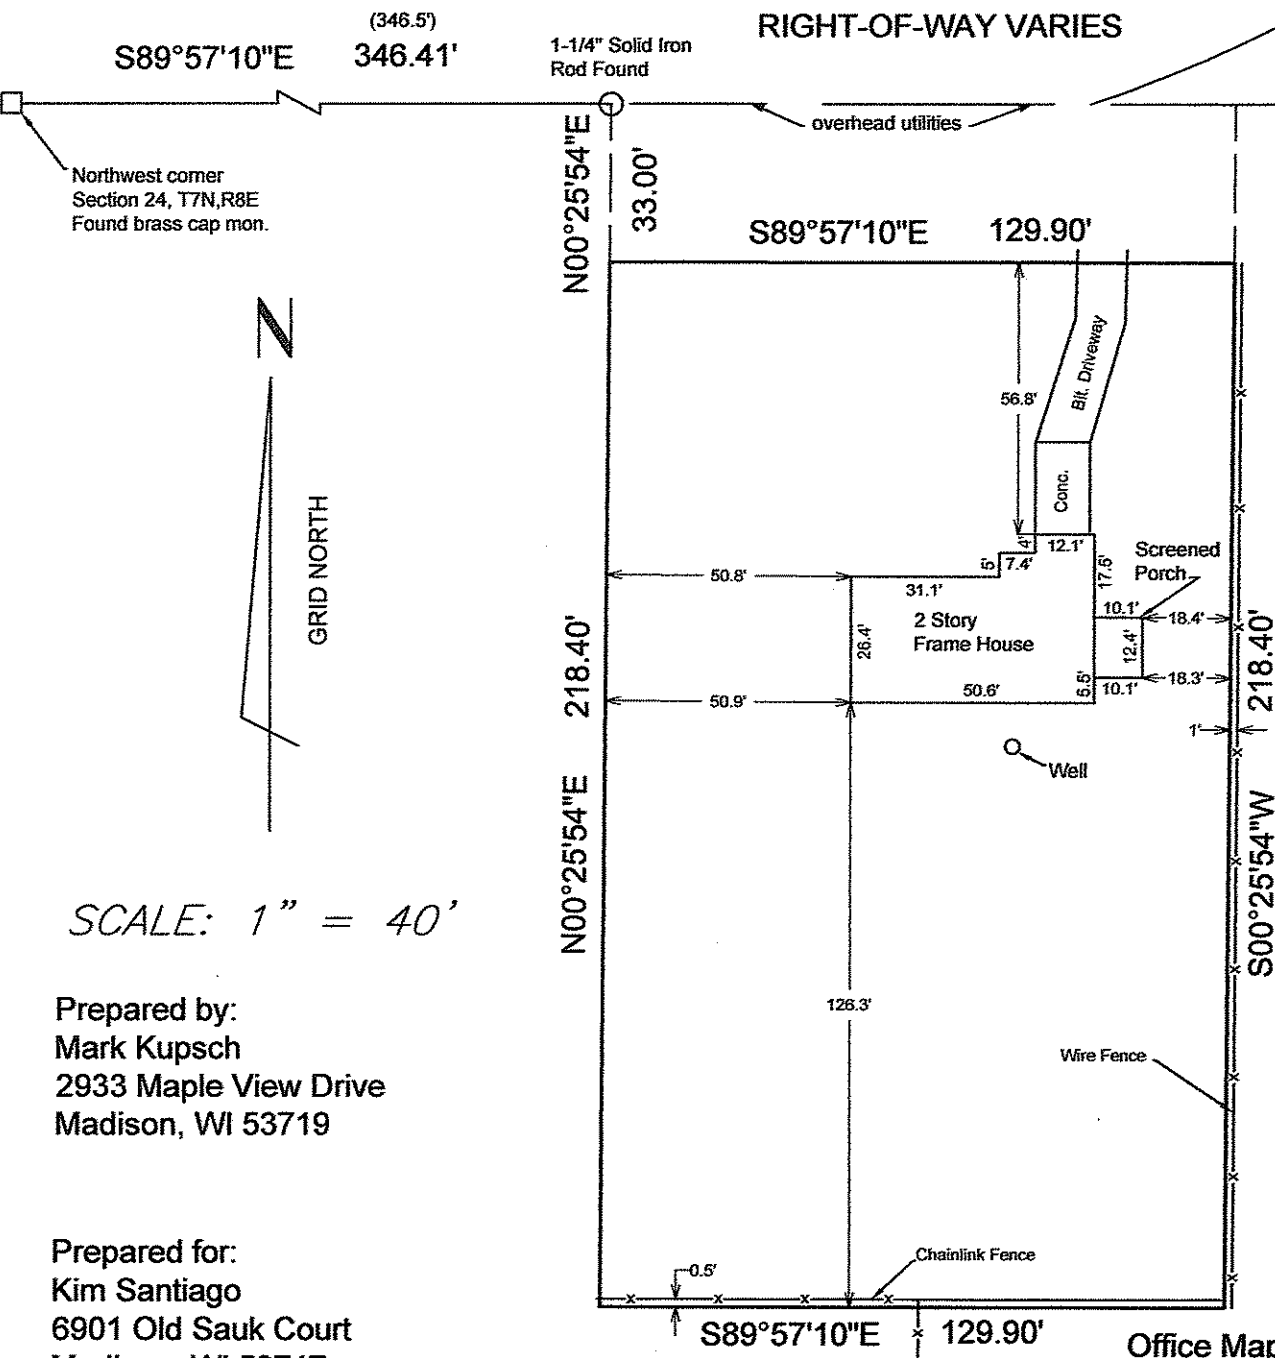 (346.5')
S89°57'10"E 346.41'
1-1/4" Solid Iron
Rod Found
RIGHT-OF-WAY VARIES
overhead utilities
Northwest corner
Section 24, T7N,R8E
Found brass cap mon.
N00°25'54"E
33.00'
S89°57'10"E 129.90'
N
GRID NORTH
56.8'
Bit. Driveway
Conc.
4'
12.1'
5'
7.4'
17.5'
Screened
Porch
50.8'
31.1'
10.1'
18.4'
2 Story
Frame House
26.4'
12.4'
50.9'
50.6'
5.5'
10.1'
18.3'
1'
Well
N00°25'54"E 218.40'
S00°25'54"W 218.40'
SCALE: 1" = 40'
126.3'
Prepared by:
Mark Kupsch
2933 Maple View Drive
Madison, WI 53719
Wire Fence
Prepared for:
Kim Santiago
6901 Old Sauk Court
Chainlink Fence
0.5'
S89°57'10"E 129.90'
Office Map